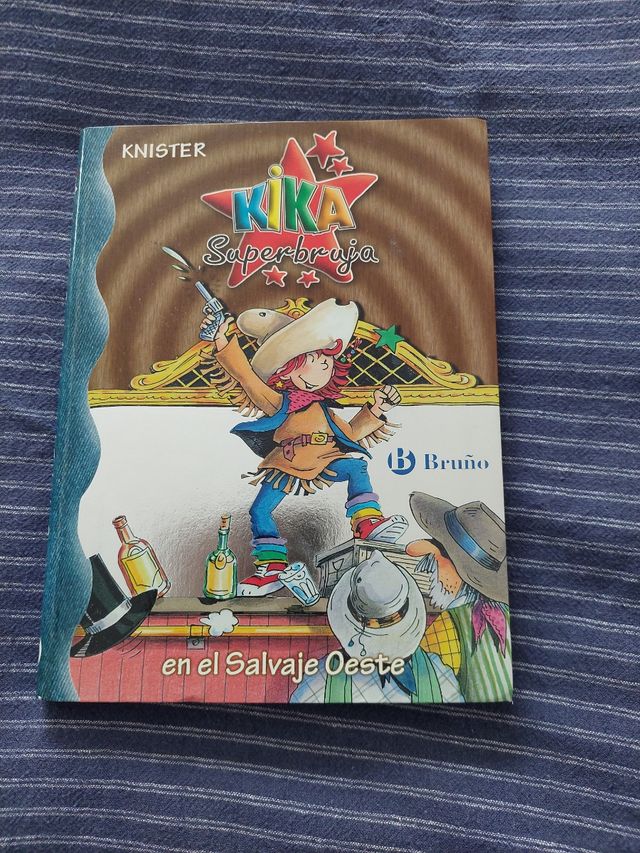 KNISTER
KiKA
Superbruja
B Bruño
en el Salvaje Oeste